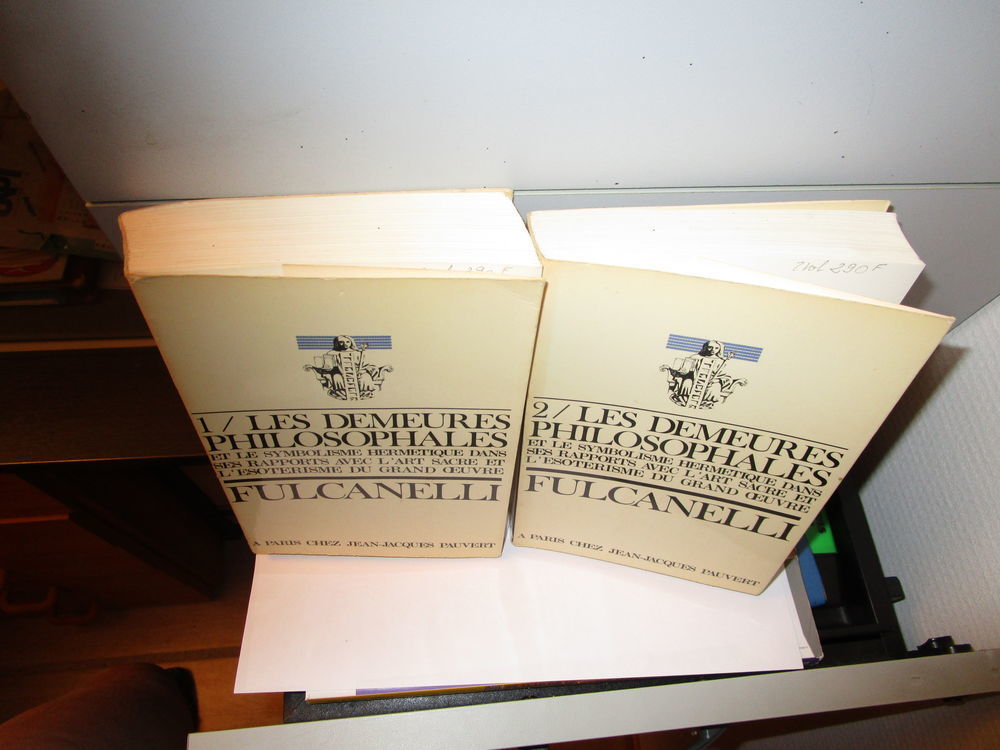 1/ LES DEMEURES
PHILOSOPHALES
ET LE SYMBOLISME HERMETIQUE DANS
SES RAPPORTS AVEC L'ART SACRE ET
L'ESOTERISME DU GRAND ŒUVRE
FULCANELLI
A PARIS CHEZ JEAN-JACQUES PAUVERT
290 F
2/ LES DEMEURES
PHILOSOPHALES
ET LE SYMBOLISME HERMETIQUE DANS
SES RAPPORTS AVEC L'ART SACRE ET
L'ESOTERISME DU GRAND ŒUVRE
FULCANELLI
A PARIS CHEZ JEAN-JACQUES PAUVERT